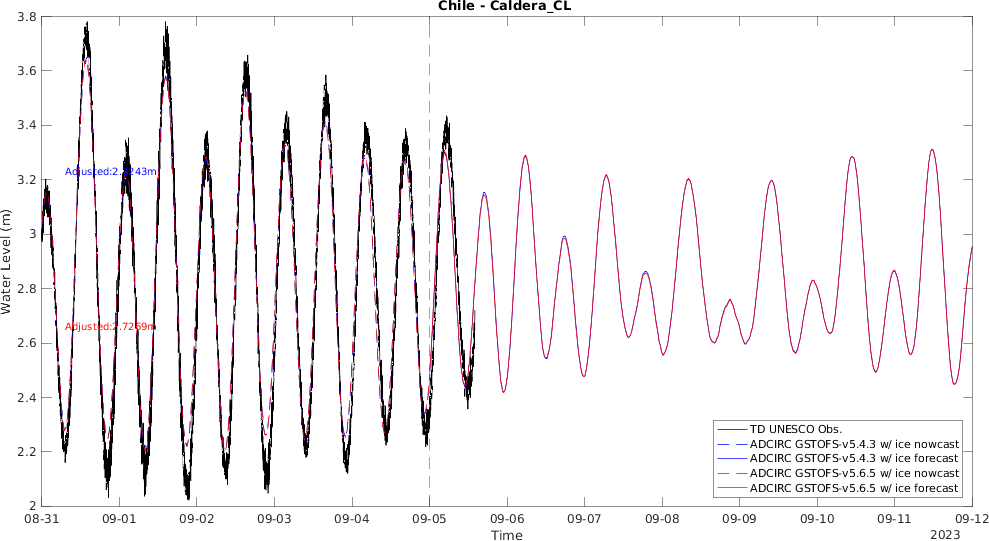 Chile - Caldera_CL
3.8
3.6
3.4
3.2
3
2.8
2.6
2.4
2.2
2
Water Level (m)
Adjusted:2.7269m
TD UNESCO Obs.
ADCIRC GSTOFS-v5.4.3 w/ ice nowcast
ADCIRC GSTOFS-v5.4.3 w/ ice forecast
ADCIRC GSTOFS-v5.6.5 w/ ice nowcast
ADCIRC GSTOFS-v5.6.5 w/ ice forecast
08-31 09-01 09-02 09-03 09-04 09-05 09-06 09-07 09-08 09-09 09-10 09-11 09-12
Time
2023